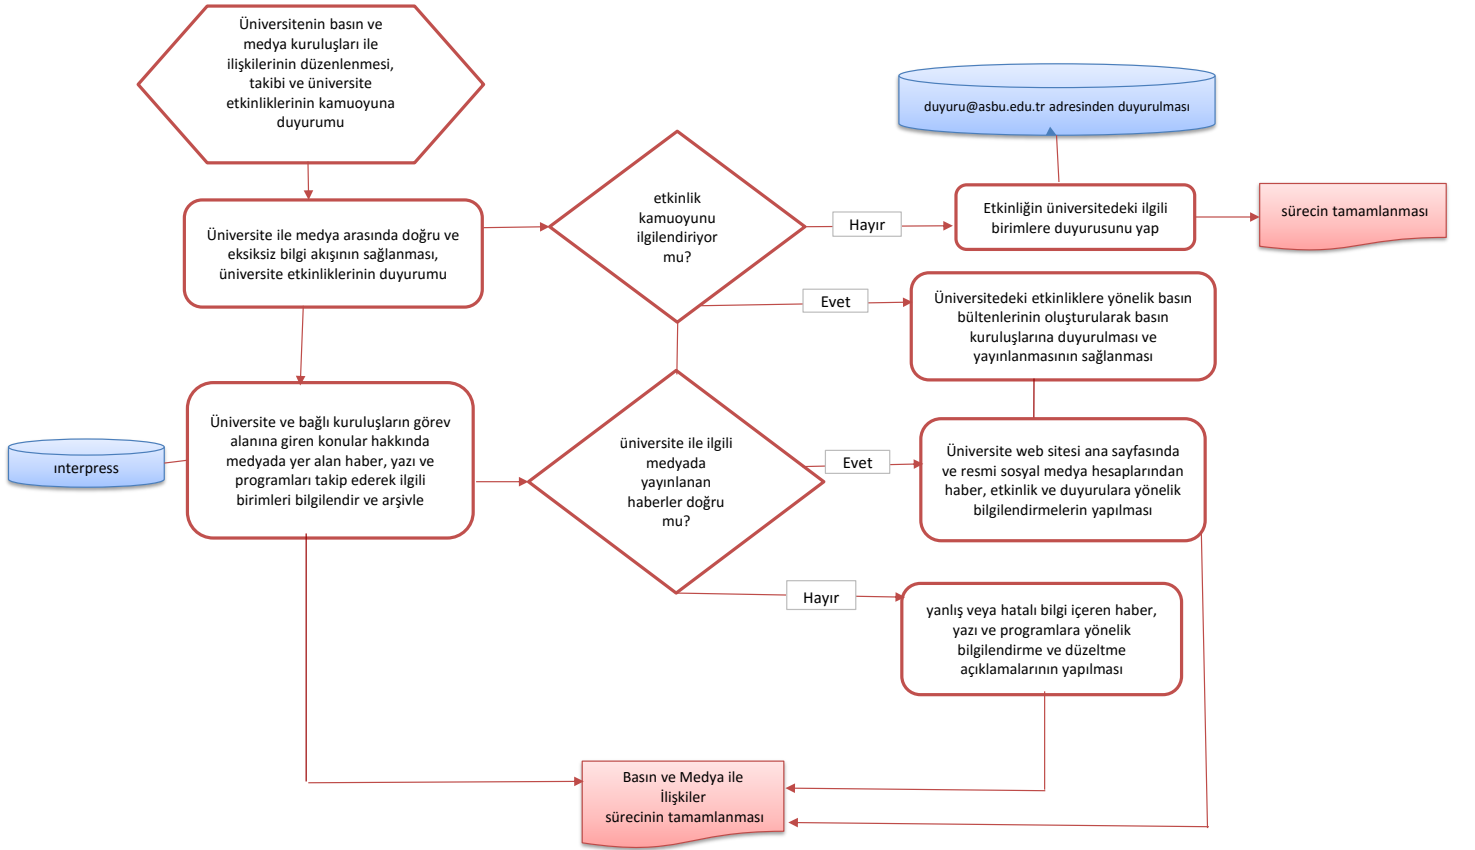 Üniversitenin basın ve
medya kuruluşları ile
ilişkilerinin düzenlenmesi,
takibi ve üniversite
etkinliklerinin kamuoyuna
duyurumu
duyuru@asbu.edu.tr adresinden duyurulması
Üniversite ile medya arasında doğru ve
eksiksiz bilgi akışının sağlanması,
üniversite etkinliklerinin duyurumu
etkinlik
kamuoyunu
ilgilendiriyor
mu?
Hayır
Etkinliğin üniversitedeki ilgili
birimlere duyurusunu yap
sürecin tamamlanması
Evet
Üniversitedeki etkinliklere yönelik basın
bültenlerinin oluşturularak basın
kuruluşlarına duyurulması ve
yayınlanmasının sağlanması
ınterpress
Üniversite ve bağlı kuruluşların görev
alanına giren konular hakkında
medyada yer alan haber, yazı ve
programları takip ederek ilgili
birimleri bilgilendir ve arşivle
üniversite ile ilgili
medyada
yayınlanan
haberler doğru
mu?
Evet
Üniversite web sitesi ana sayfasında
ve resmi sosyal medya hesaplarından
haber, etkinlik ve duyurulara yönelik
bilgilendirmelerin yapılması
Hayır
yanlış veya hatalı bilgi içeren haber,
yazı ve programlara yönelik
bilgilendirme ve düzeltme
açıklamalarının yapılması
Basın ve Medya ile
İlişkiler
sürecinin tamamlanması